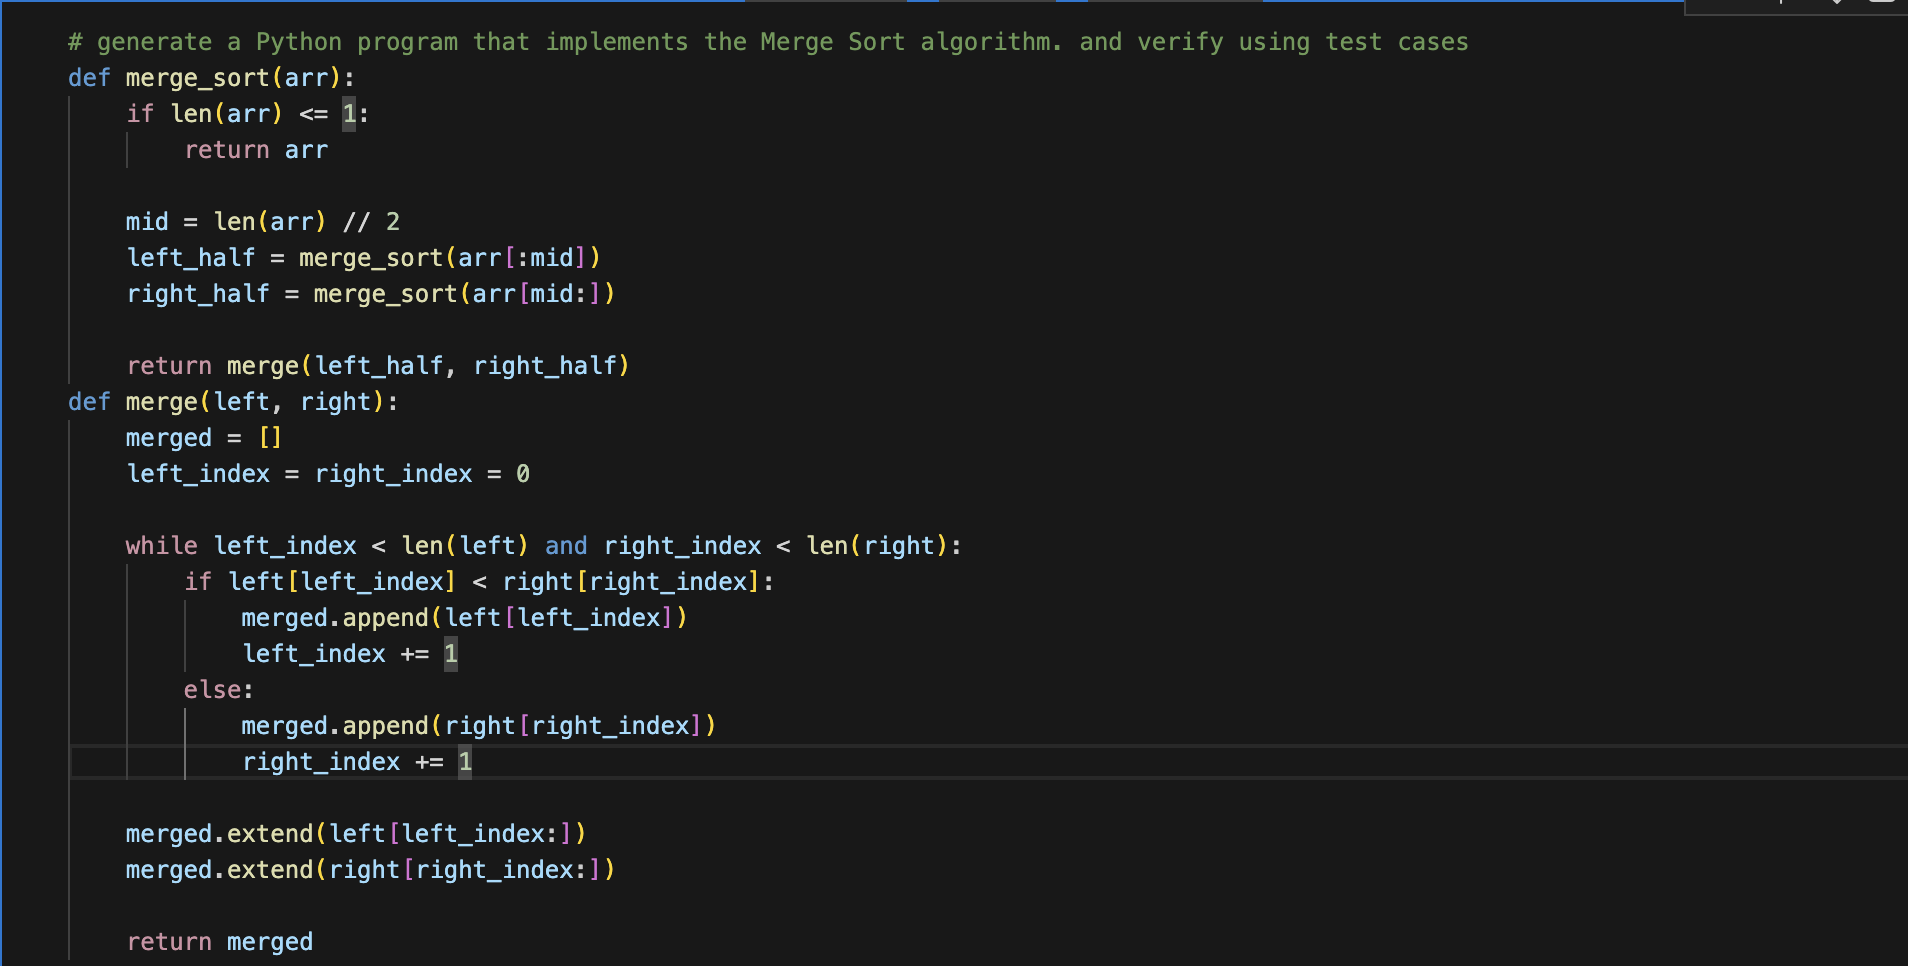 # generate a Python program that implements the Merge Sort algorithm. and verify using test cases
def merge_sort(arr):
    if len(arr) <= 1:
        return arr

    mid = len(arr) // 2
    left_half = merge_sort(arr[:mid])
    right_half = merge_sort(arr[mid:])

    return merge(left_half, right_half)
def merge(left, right):
    merged = []
    left_index = right_index = 0

    while left_index < len(left) and right_index < len(right):
        if left[left_index] < right[right_index]:
            merged.append(left[left_index])
            left_index += 1
        else:
            merged.append(right[right_index])
            right_index += 1

    merged.extend(left[left_index:])
    merged.extend(right[right_index:])

    return merged